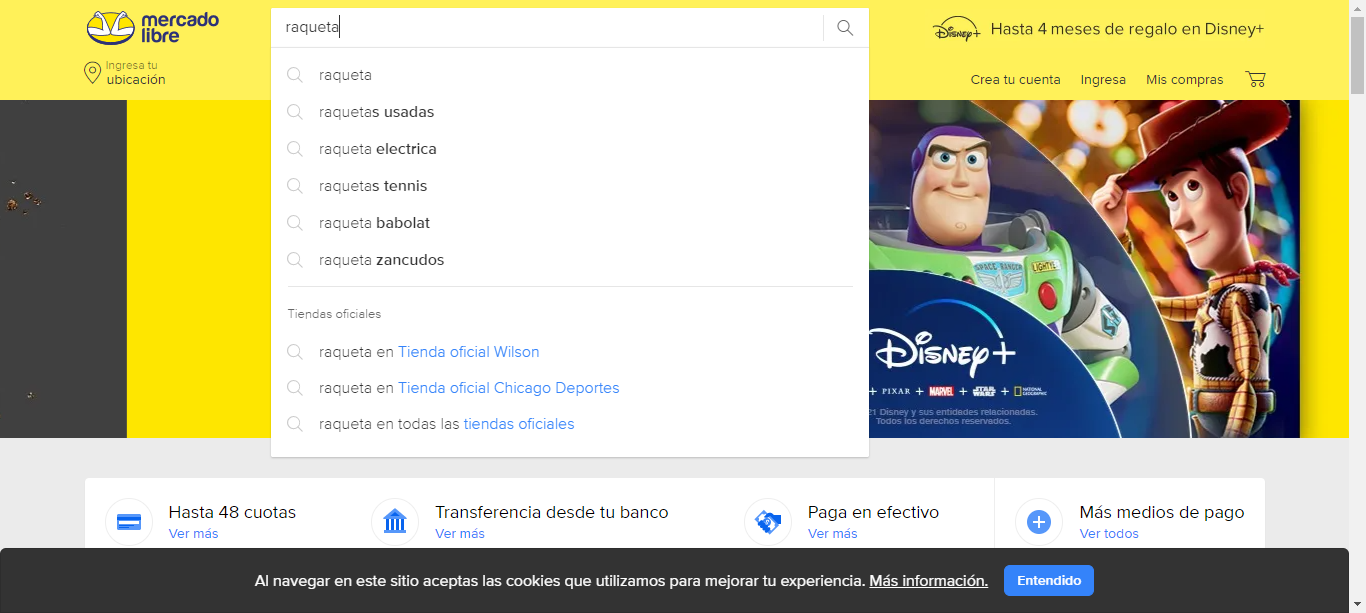 mercado
libre
raqueta
Disney+ Hasta 4 meses de regalo en Disney+
Ingresa tu
ubicación
Crea tu cuenta Ingresa Mis compras
raqueta
raquetas usadas
raqueta electrica
raquetas tennis
raqueta babolat
raqueta zancudos
Tiendas oficiales
raqueta en Tienda oficial Wilson
raqueta en Tienda oficial Chicago Deportes
raqueta en todas las tiendas oficiales
SPACE RANGER
LIGHTYE
Disney+
+ PIXAR + MARVEL + STAR WARS + NATIONAL GEOGRAPHIC
21 Disney y sus entidades relacionadas.
Todos los derechos reservados.
Hasta 48 cuotas
Ver más
Transferencia desde tu banco
Ver más
Paga en efectivo
Ver más
Más medios de pago
Ver todos
Al navegar en este sitio aceptas las cookies que utilizamos para mejorar tu experiencia. Más información. Entendido